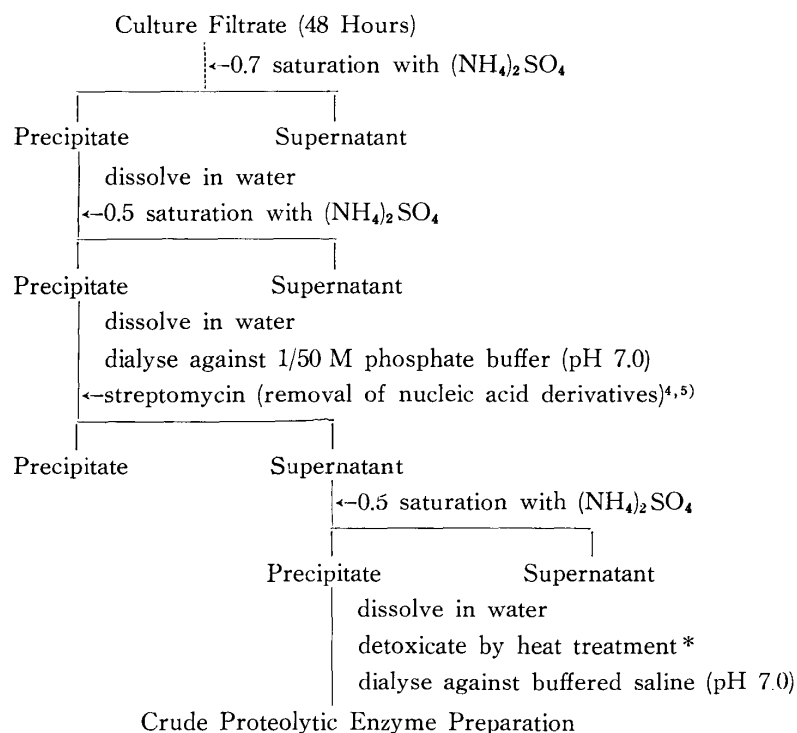 Culture Filtrate (48 Hours)
←0.7 saturation with (NH₄)₂SO₄
Precipitate Supernatant
dissolve in water
←0.5 saturation with (NH₄)₂SO₄
Precipitate Supernatant
dissolve in water
dialyse against 1/50 M phosphate buffer (pH 7.0)
←streptomycin (removal of nucleic acid derivatives)⁴,⁵⁾
Precipitate Supernatant
←0.5 saturation with (NH₄)₂SO₄
Precipitate Supernatant
dissolve in water
detoxicate by heat treatment*
dialyse against buffered saline (pH 7.0)
Crude Proteolytic Enzyme Preparation